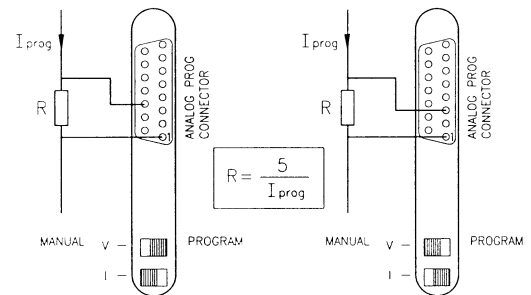 I prog
R
1
ANALOG PROG
CONNECTOR
R = 5 / I prog
MANUAL V – PROGRAM
I –
I prog
R
1
ANALOG PROG
CONNECTOR
MANUAL V – PROGRAM
I –